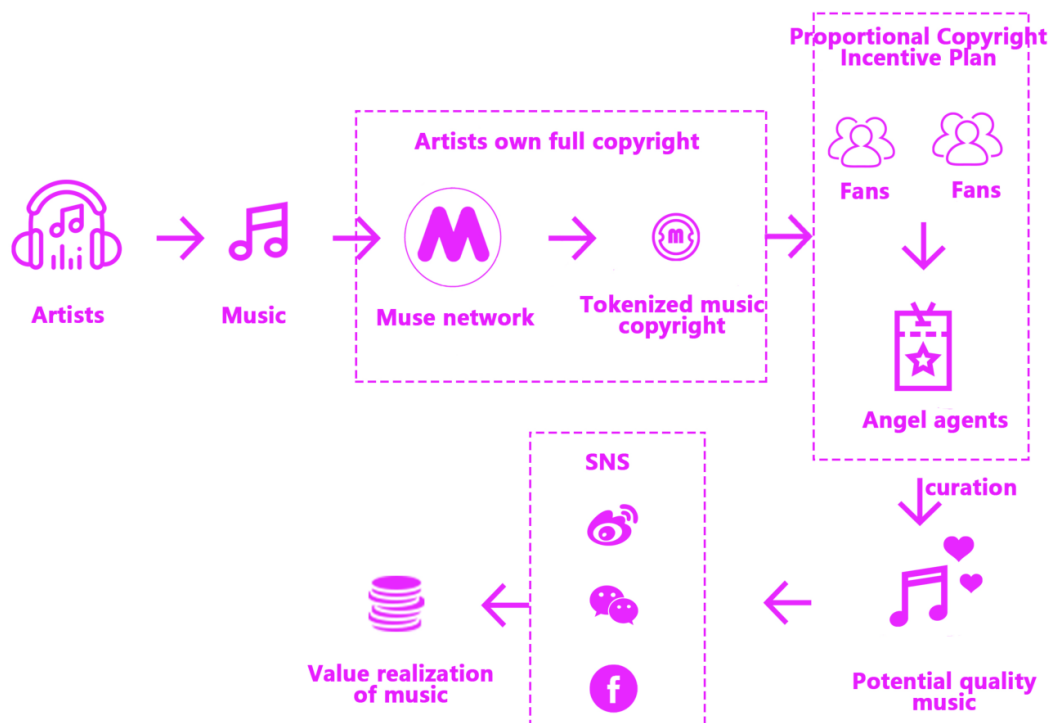 Proportional Copyright
Incentive Plan
Artists own full copyright
Fans
Fans
Artists
Music
Muse network
m
Tokenized music
copyright
Angel agents
curation
SNS
f
Value realization
of music
Potential quality
music